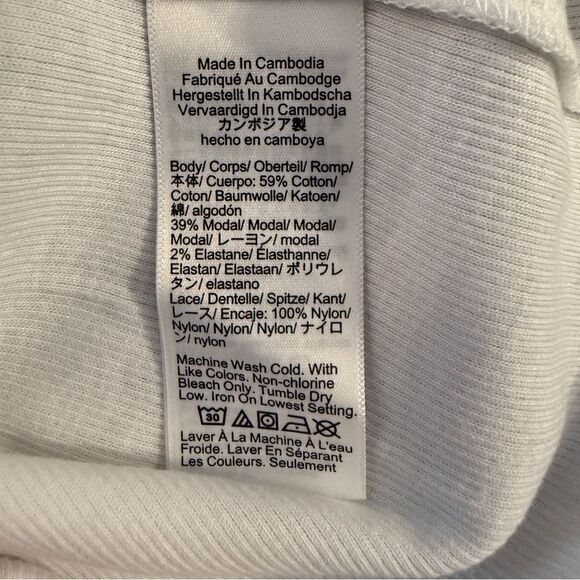 Made In Cambodia
Fabriqué Au Cambodge
Hergestellt In Kambodscha
Vervaardigd In Cambodja
カンボジア製
hecho en camboya
Body/ Corps/ Oberteil/ Romp/
本体/ Cuerpo: 59% Cotton/
Coton/ Baumwolle/ Katoen/
綿/ algodón
39% Modal/ Modal/ Modal/
Modal/ レーヨン/ modal
2% Elastane/ Élasthanne/
Elastan/ Elastaan/ ポリウレ
タン/ elastano
Lace/ Dentelle/ Spitze/ Kant/
レース/ Encaje: 100% Nylon/
Nylon/ Nylon/ Nylon/ ナイロ
ン/ nylon
Machine Wash Cold. With
Like Colors. Non-chlorine
Bleach Only. Tumble Dry
Low. Iron On Lowest Setting.
30
Laver À La Machine À L'eau
Froide. Laver En Séparant
Les Couleurs. Seulement